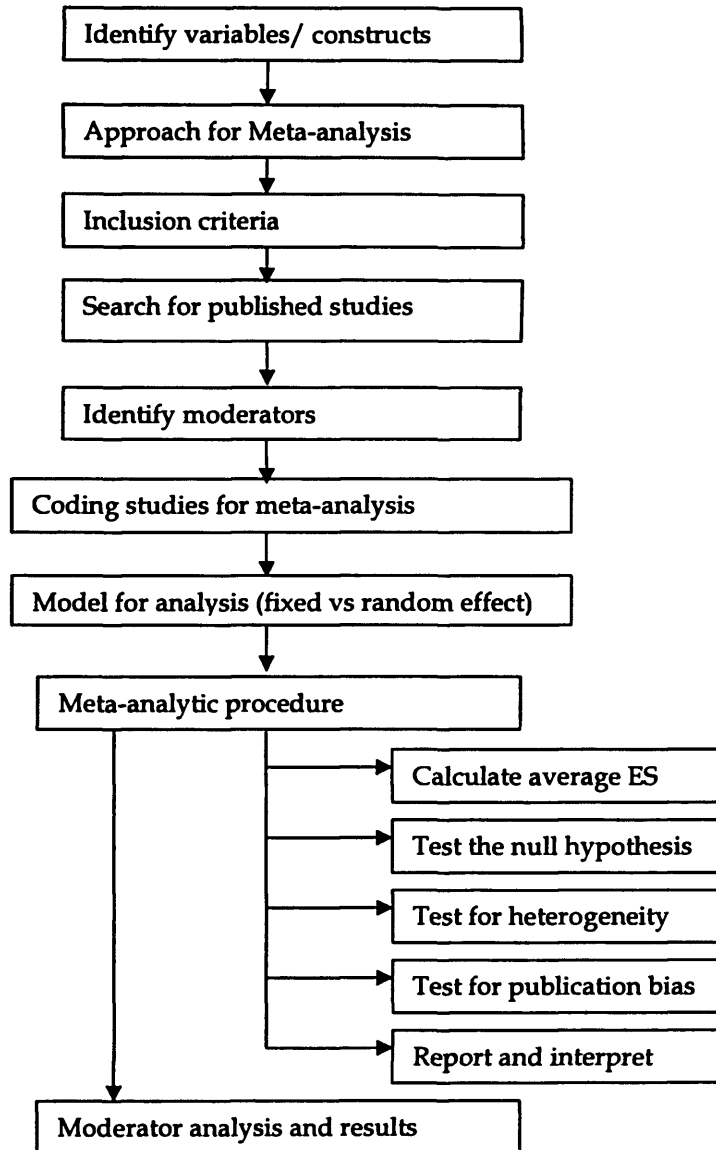 Identify variables/ constructs
Approach for Meta-analysis
Inclusion criteria
Search for published studies
Identify moderators
Coding studies for meta-analysis
Model for analysis (fixed vs random effect)
Meta-analytic procedure
Calculate average ES
Test the null hypothesis
Test for heterogeneity
Test for publication bias
Report and interpret
Moderator analysis and results